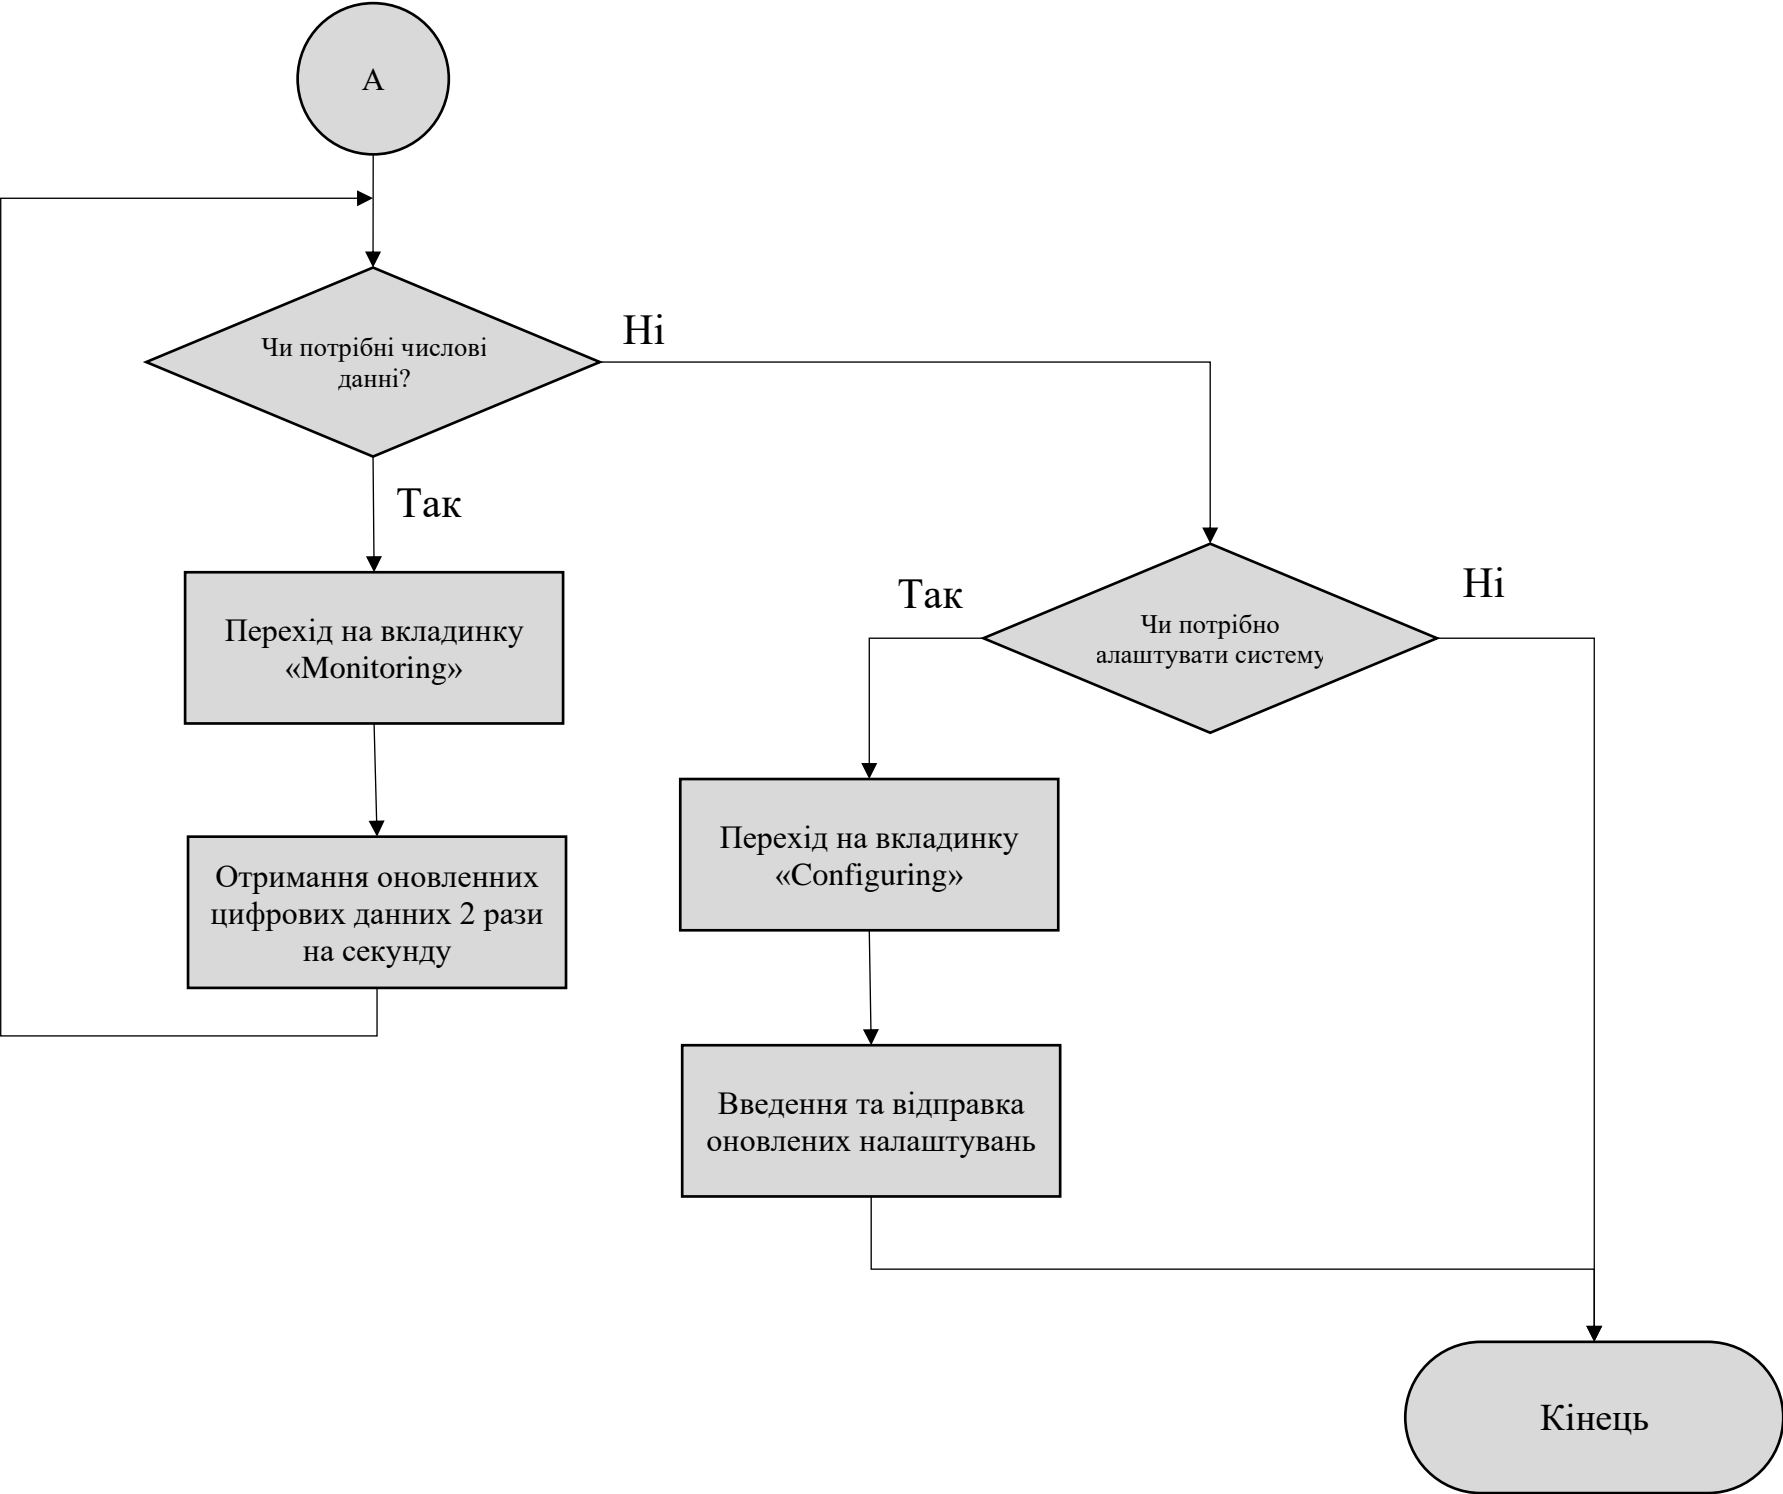 А
Чи потрібні числові
данні?
Ні
Так
Перехід на вкладинку
«Monitoring»
Отримання оновленних
цифрових данних 2 рази
на секунду
Чи потрібно
алаштувати систему
Так
Ні
Перехід на вкладинку
«Configuring»
Введення та відправка
оновлених налаштувань
Кінець